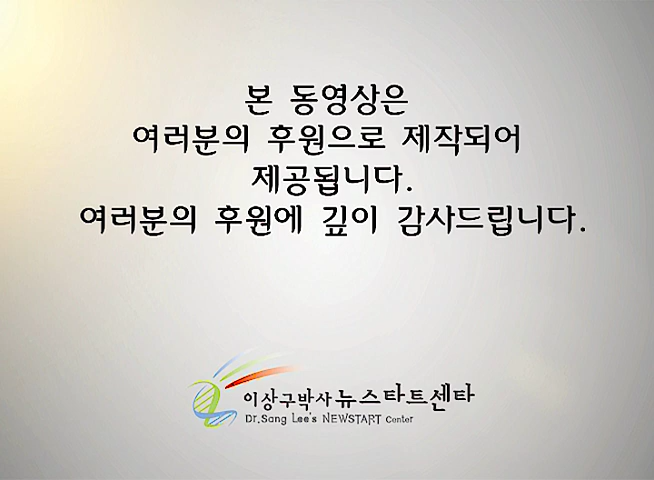 본 동영상은
여러분의 후원으로 제작되어
제공됩니다.
여러분의 후원에 깊이 감사드립니다.
이상구박사 뉴스타트센타
Dr.Sang Lee's NEWSTART Center